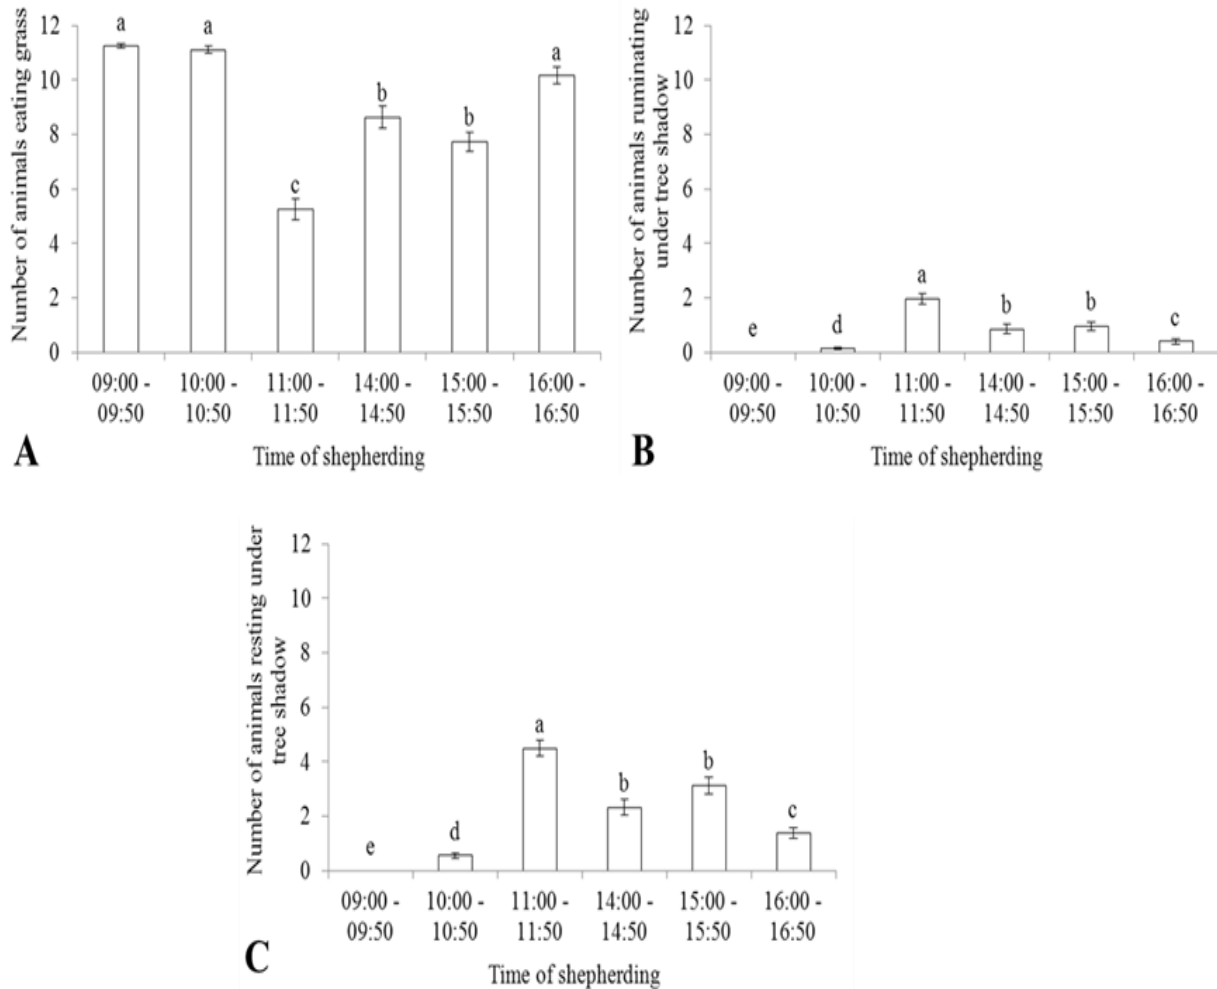 Number of animals eating grass
12
10
8
6
4
2
0
a
a
c
b
b
a
09:00 - 10:00 - 11:00 - 14:00 - 15:00 - 16:00 -
09:50 10:50 11:50 14:50 15:50 16:50
Time of shepherding
A
Number of animals ruminating
under tree shadow
12
10
8
6
4
2
0
e
d
a
b
b
c
09:00 - 10:00 - 11:00 - 14:00 - 15:00 - 16:00 -
09:50 10:50 11:50 14:50 15:50 16:50
Time of shepherding
B
Number of animals resting under
tree shadow
12
10
8
6
4
2
0
e
d
a
b
b
c
09:00 - 10:00 - 11:00 - 14:00 - 15:00 - 16:00 -
09:50 10:50 11:50 14:50 15:50 16:50
Time of shepherding
C